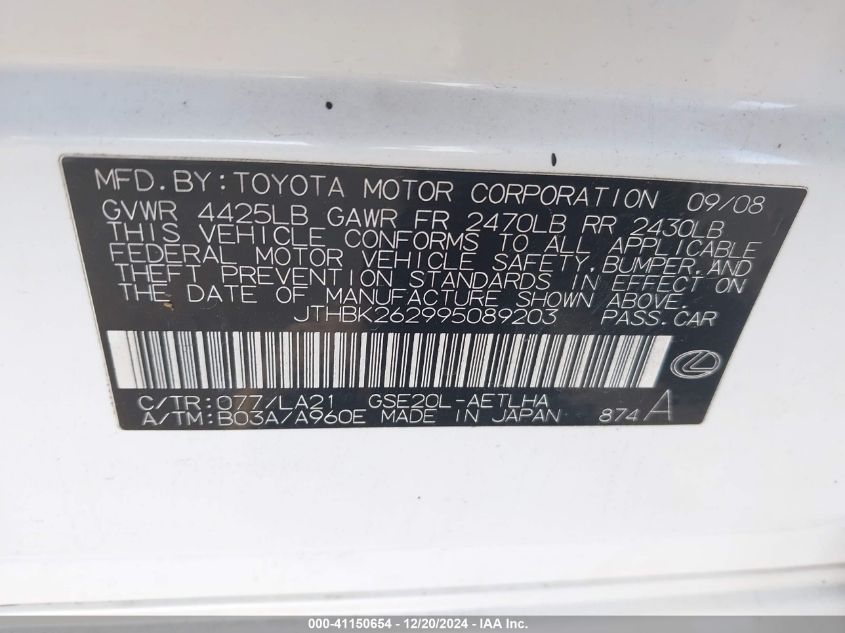 MFD.BY:TOYOTA MOTOR CORPORATION 09/08
GVWR 4425LB GAWR FR 2470LB RR 2430LB
THIS VEHICLE CONFORMS TO ALL APPLICABLE
FEDERAL MOTOR VEHICLE SAFETY,BUMPER,AND
THEFT PREVENTION STANDARDS IN EFFECT ON
THE DATE OF MANUFACTURE SHOWN ABOVE.
JTHBK262995089203 PASS.CAR
C/TR:077/LA21 GSE20L-AETLHA
A/TM:B03A/A960E MADE IN JAPAN 874 A
000-41150654 | 12/20/2024 - IAA Inc.